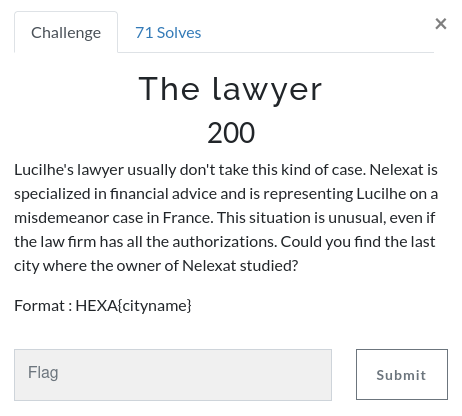 Challenge
71 Solves
×
The lawyer
200
Lucilhe's lawyer usually don't take this kind of case. Nelexat is
specialized in financial advice and is representing Lucilhe on a
misdemeanor case in France. This situation is unusual, even if
the law firm has all the authorizations. Could you find the last
city where the owner of Nelexat studied?
Format : HEXA{cityname}
Flag
Submit